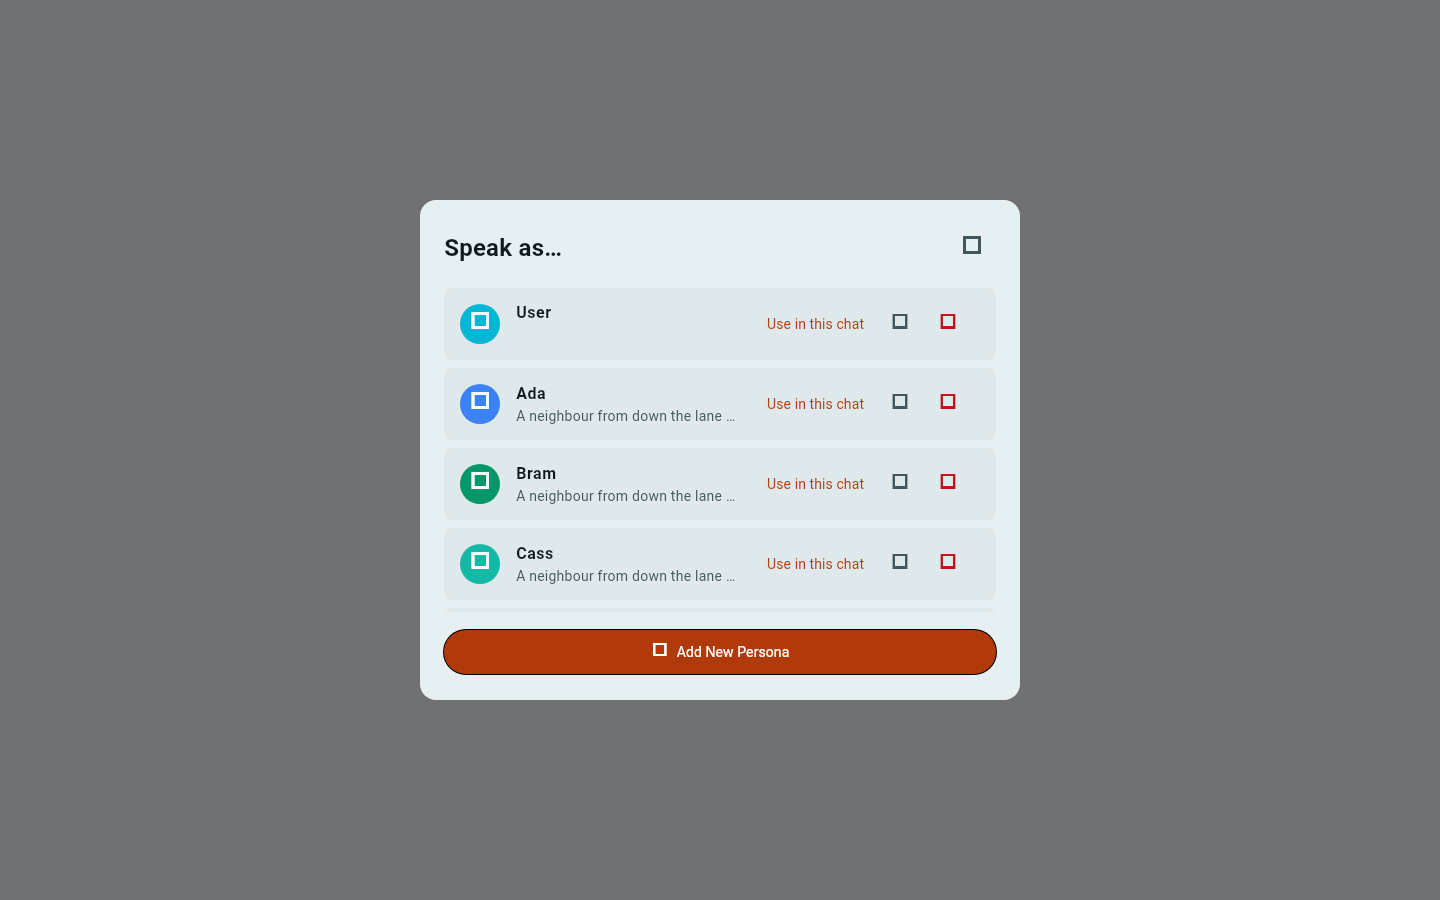 Speak as…
User
Use in this chat
Ada
A neighbour from down the lane …
Use in this chat
Bram
A neighbour from down the lane …
Use in this chat
Cass
A neighbour from down the lane …
Use in this chat
Add New Persona